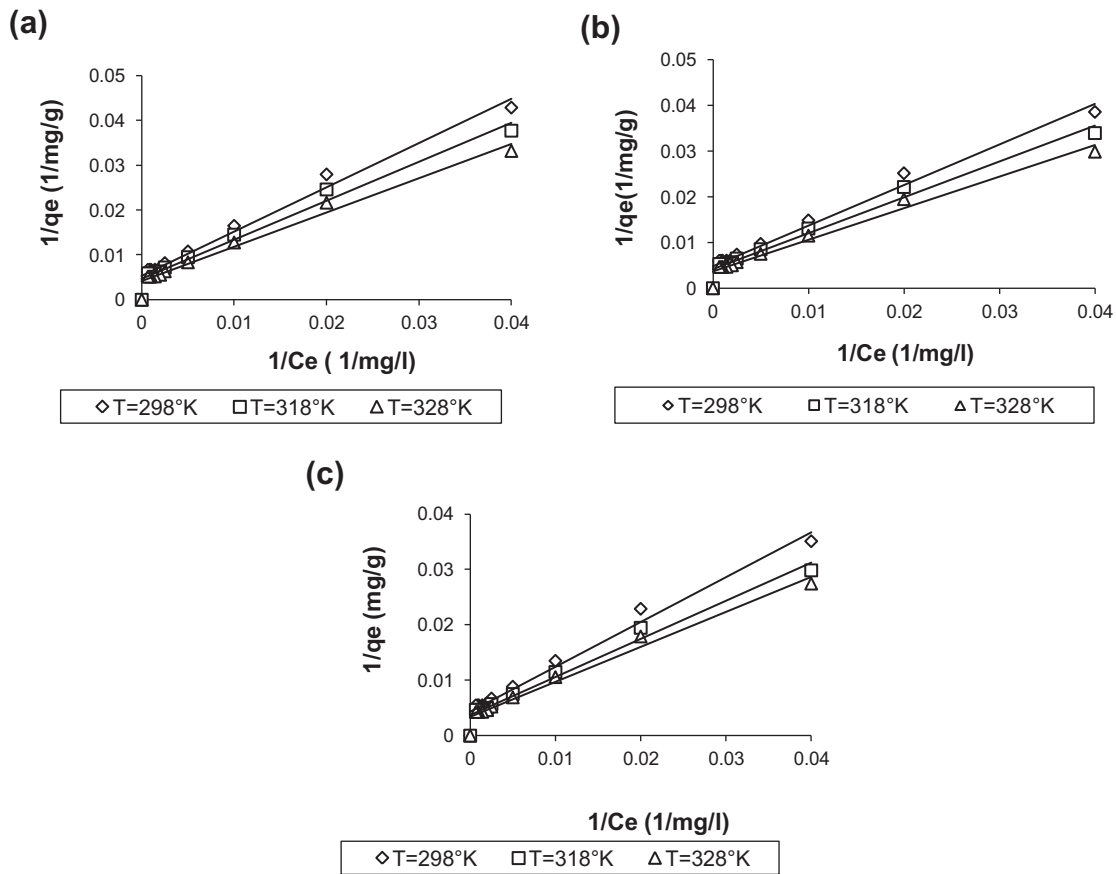 (a)
0.05
0.04
0.03
0.02
0.01
0
1/qe (1/mg/g)
0 0.01 0.02 0.03 0.04
1/Ce ( 1/mg/l)
T=298°K T=318°K T=328°K
(b)
0.05
0.04
0.03
0.02
0.01
0
1/qe(1/mg/g)
0 0.01 0.02 0.03 0.04
1/Ce (1/mg/l)
T=298°K T=318°K T=328°K
(c)
0.04
0.03
0.02
0.01
0
1/qe (mg/g)
0 0.01 0.02 0.03 0.04
1/Ce (1/mg/l)
T=298°K T=318°K T=328°K